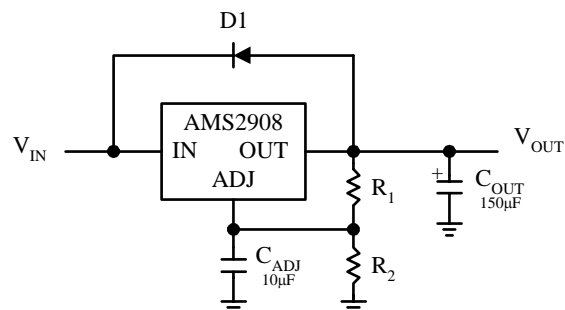 D1
AMS2908
V_IN
IN OUT
V_OUT
ADJ
R_1
+
C_OUT
150µF
C_ADJ
10µF
R_2